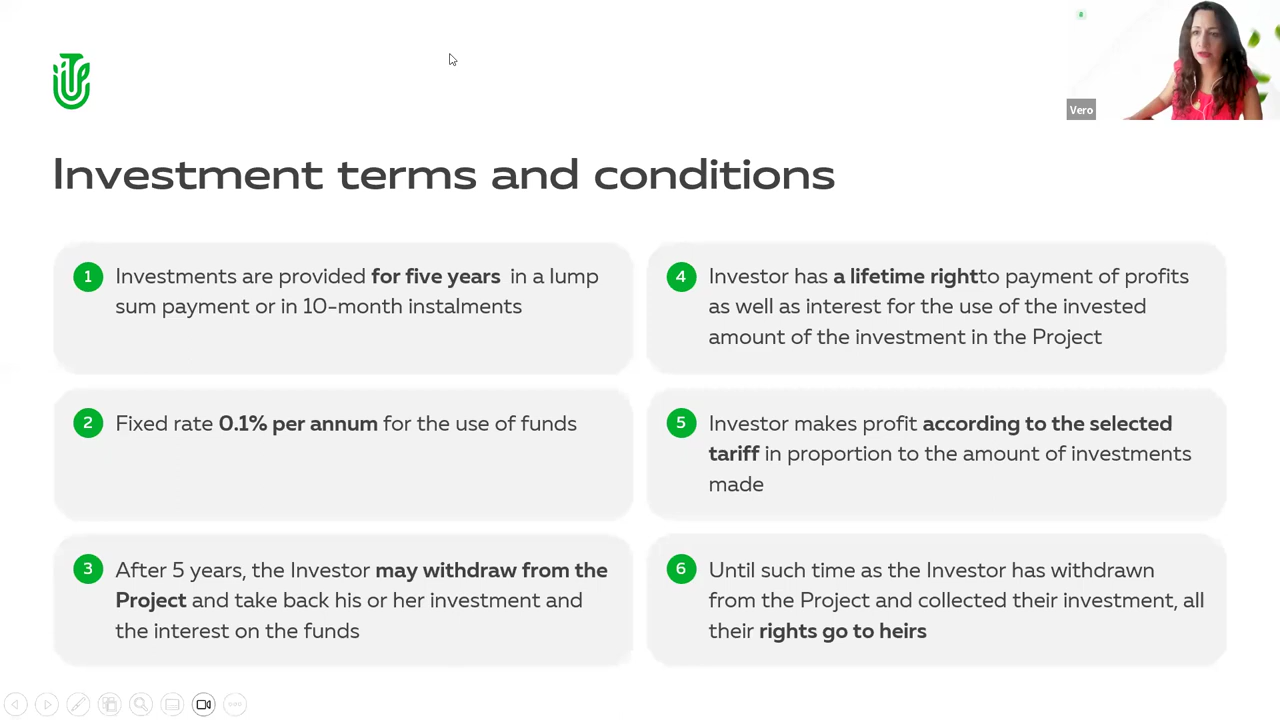 Vero
Investment terms and conditions
1
Investments are provided for five years in a lump
sum payment or in 10-month instalments
2
Fixed rate 0.1% per annum for the use of funds
3
After 5 years, the Investor may withdraw from the
Project and take back his or her investment and
the interest on the funds
4
Investor has a lifetime rightto payment of profits
as well as interest for the use of the invested
amount of the investment in the Project
5
Investor makes profit according to the selected
tariff in proportion to the amount of investments
made
6
Until such time as the Investor has withdrawn
from the Project and collected their investment, all
their rights go to heirs